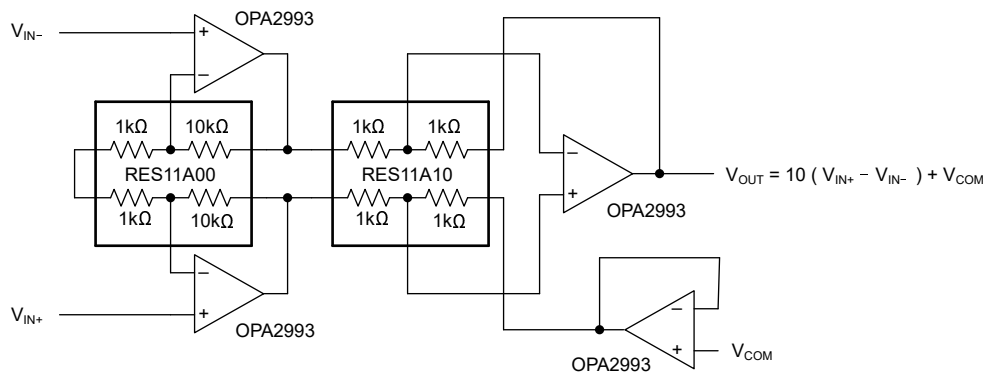 OPA2993
V_IN−
+
−
1kΩ 10kΩ
1kΩ 1kΩ
RES11A00
RES11A10
1kΩ 10kΩ
1kΩ 1kΩ
−
+
V_OUT = 10 ( V_IN+ − V_IN− ) + V_COM
OPA2993
−
+
V_IN+
OPA2993
−
+
OPA2993
V_COM